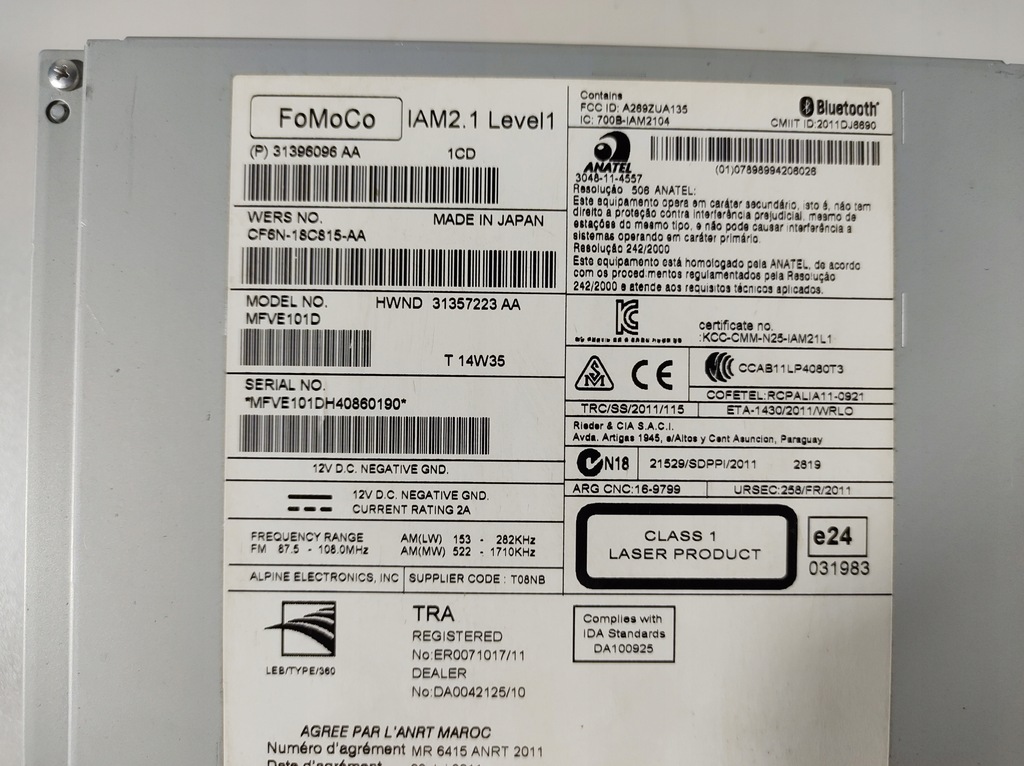 FoMoCo IAM2.1 Level1
(P) 31396096 AA 1CD
WERS NO. MADE IN JAPAN
CF6N-18C815-AA
MODEL NO. HWND 31357223 AA
MFVE101D
T 14W35
SERIAL NO.
*MFVE101DH40860190*
12V D.C. NEGATIVE GND.
12V D.C. NEGATIVE GND.
CURRENT RATING 2A
FREQUENCY RANGE AM(LW) 153 - 282KHz
FM 87.5 - 108.0MHz AM(MW) 522 - 1710KHz
ALPINE ELECTRONICS, INC SUPPLIER CODE : T08NB
LEB/TYPE/360
TRA
REGISTERED
No:ER0071017/11
DEALER
No:DA0042125/10
AGREE PAR L'ANRT MAROC
Numéro d'agrément MR 6415 ANRT 2011
Date d'agrément
Contains
FCC ID: A269ZUA135
IC: 700B-IAM2104
Bluetooth
CMIIT ID:2011DJ6690
ANATEL
3048-11-4557
(01)07898994206026
Resolução 506 ANATEL:
Este equipamento opera em caráter secundário, isto é, não tem
direito a proteção contra interferência prejudicial, mesmo de
estações do mesmo tipo, e não pode causar interferência a
sistemas operando em caráter primário.
Resolução 242/2000
Este equipamento está homologado pela ANATEL, de acordo
com os procedimentos regulamentados pela Resolução
242/2000 e atende aos requisitos técnicos aplicados.
certificate no.
:KCC-CMM-N25-IAM21L1
CE
CCAB11LP4080T3
COFETEL:RCPALIA11-0921
TRC/SS/2011/115 ETA-1430/2011/WRLO
Rieder & CIA S.A.C.I.
Avda. Artigas 1945, e/Altos y Cent Asuncion, Paraguay
N18 21529/SDPPI/2011 2819
ARG CNC:16-9799 URSEC:258/FR/2011
CLASS 1
LASER PRODUCT
e24
031983
Complies with
IDA Standards
DA100925